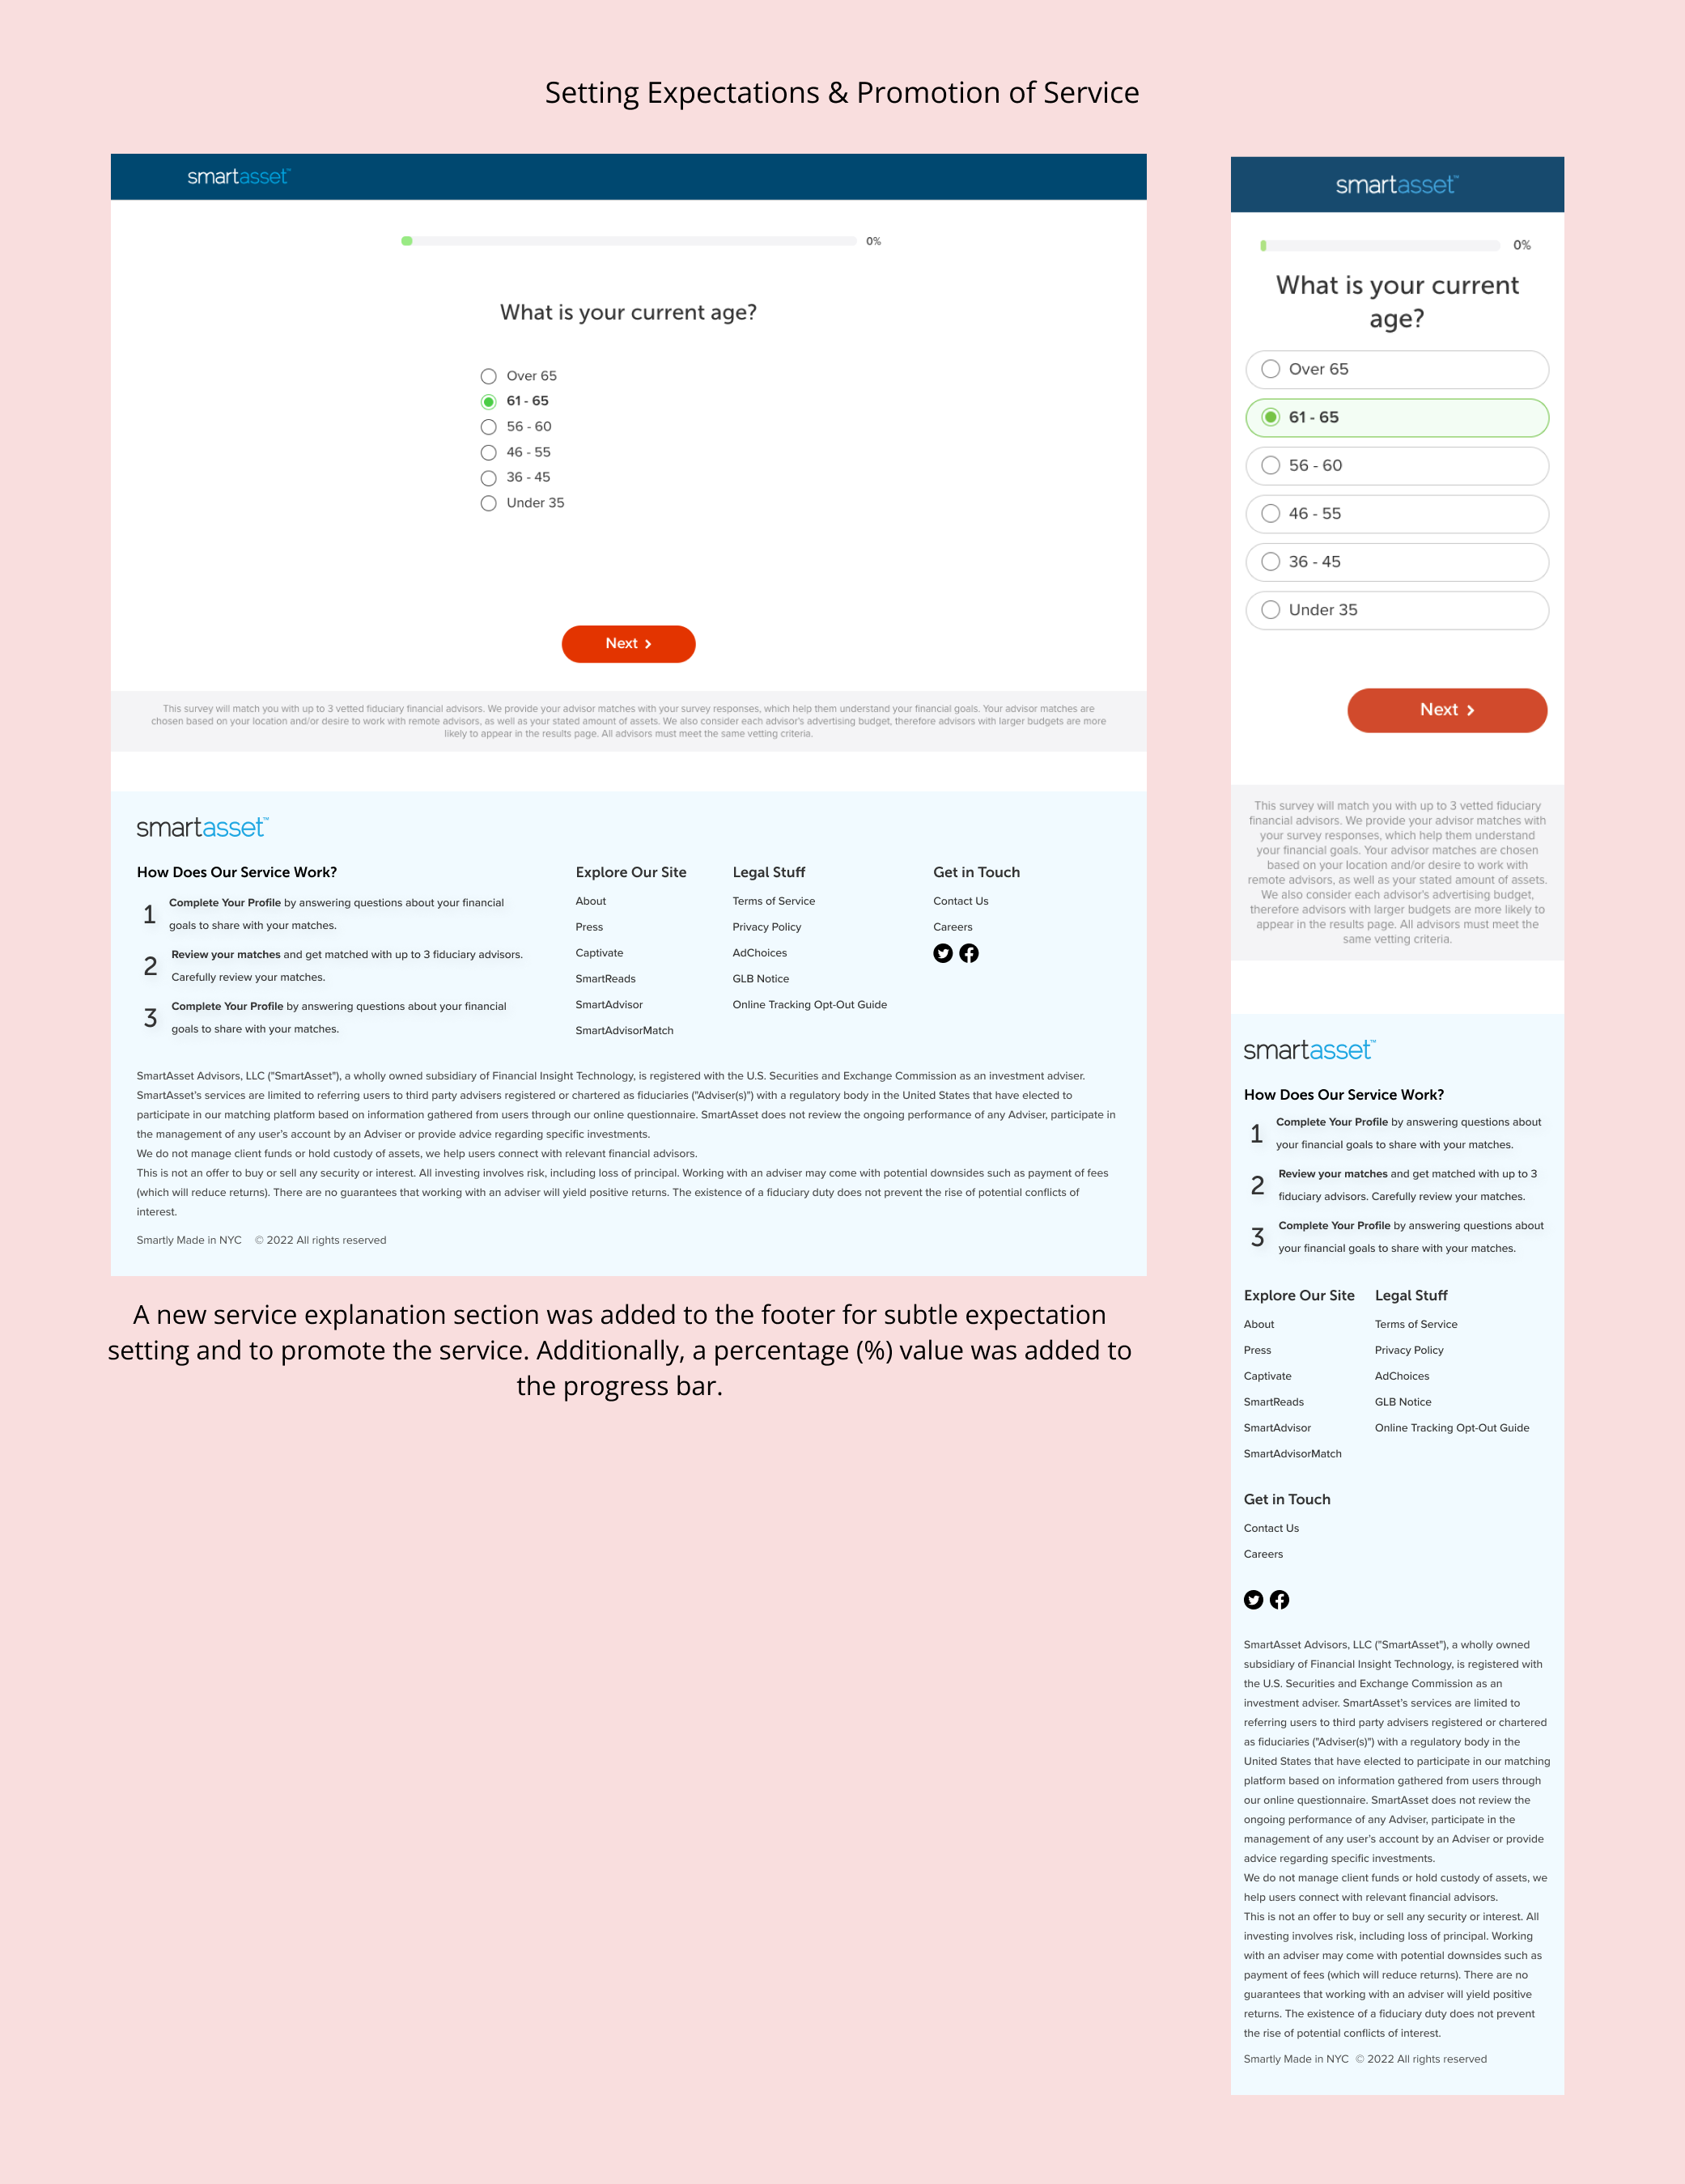 Setting Expectations & Promotion of Service
smartasset™
0%
What is your current age?
Over 65
61 - 65
56 - 60
46 - 55
36 - 45
Under 35
Next
This survey will match you with up to 3 vetted fiduciary financial advisors. We provide your advisor matches with your survey responses, which help them understand your financial goals. Your advisor matches are
chosen based on your location and/or desire to work with remote advisors, as well as your stated amount of assets. We also consider each advisor's advertising budget, therefore advisors with larger budgets are more
likely to appear in the results page. All advisors must meet the same vetting criteria.
smartasset™
How Does Our Service Work?
1
Complete Your Profile by answering questions about your financial
goals to share with your matches.
2
Review your matches and get matched with up to 3 fiduciary advisors.
Carefully review your matches.
3
Complete Your Profile by answering questions about your financial
goals to share with your matches.
Explore Our Site
About
Press
Captivate
SmartReads
SmartAdvisor
SmartAdvisorMatch
Legal Stuff
Terms of Service
Privacy Policy
AdChoices
GLB Notice
Online Tracking Opt-Out Guide
Get in Touch
Contact Us
Careers
SmartAsset Advisors, LLC ("SmartAsset"), a wholly owned subsidiary of Financial Insight Technology, is registered with the U.S. Securities and Exchange Commission as an investment adviser.
SmartAsset's services are limited to referring users to third party advisers registered or chartered as fiduciaries ("Adviser(s)") with a regulatory body in the United States that have elected to
participate in our matching platform based on information gathered from users through our online questionnaire. SmartAsset does not review the ongoing performance of any Adviser, participate in
the management of any user's account by an Adviser or provide advice regarding specific investments.
We do not manage client funds or hold custody of assets, we help users connect with relevant financial advisors.
This is not an offer to buy or sell any security or interest. All investing involves risk, including loss of principal. Working with an adviser may come with potential downsides such as payment of fees
(which will reduce returns). There are no guarantees that working with an adviser will yield positive returns. The existence of a fiduciary duty does not prevent the rise of potential conflicts of
interest.
Smartly Made in NYC © 2022 All rights reserved
A new service explanation section was added to the footer for subtle expectation
setting and to promote the service. Additionally, a percentage (%) value was added to
the progress bar.
smartasset™
0%
What is your current
age?
Over 65
61 - 65
56 - 60
46 - 55
36 - 45
Under 35
Next
This survey will match you with up to 3 vetted fiduciary
financial advisors. We provide your advisor matches with
your survey responses, which help them understand
your financial goals. Your advisor matches are chosen
based on your location and/or desire to work with
remote advisors, as well as your stated amount of assets.
We also consider each advisor's advertising budget,
therefore advisors with larger budgets are more likely to
appear in the results page. All advisors must meet the
same vetting criteria.
smartasset™
How Does Our Service Work?
1
Complete Your Profile by answering questions about
your financial goals to share with your matches.
2
Review your matches and get matched with up to 3
fiduciary advisors. Carefully review your matches.
3
Complete Your Profile by answering questions about
your financial goals to share with your matches.
Explore Our Site
About
Press
Captivate
SmartReads
SmartAdvisor
SmartAdvisorMatch
Legal Stuff
Terms of Service
Privacy Policy
AdChoices
GLB Notice
Online Tracking Opt-Out Guide
Get in Touch
Contact Us
Careers
SmartAsset Advisors, LLC ("SmartAsset"), a wholly owned
subsidiary of Financial Insight Technology, is registered with
the U.S. Securities and Exchange Commission as an
investment adviser. SmartAsset's services are limited to
referring users to third party advisers registered or chartered
as fiduciaries ("Adviser(s)") with a regulatory body in the
United States that have elected to participate in our matching
platform based on information gathered from users through
our online questionnaire. SmartAsset does not review the
ongoing performance of any Adviser, participate in the
management of any user's account by an Adviser or provide
advice regarding specific investments.
We do not manage client funds or hold custody of assets, we
help users connect with relevant financial advisors.
This is not an offer to buy or sell any security or interest. All
investing involves risk, including loss of principal. Working
with an adviser may come with potential downsides such as
payment of fees (which will reduce returns). There are no
guarantees that working with an adviser will yield positive
returns. The existence of a fiduciary duty does not prevent
the rise of potential conflicts of interest.
Smartly Made in NYC © 2022 All rights reserved